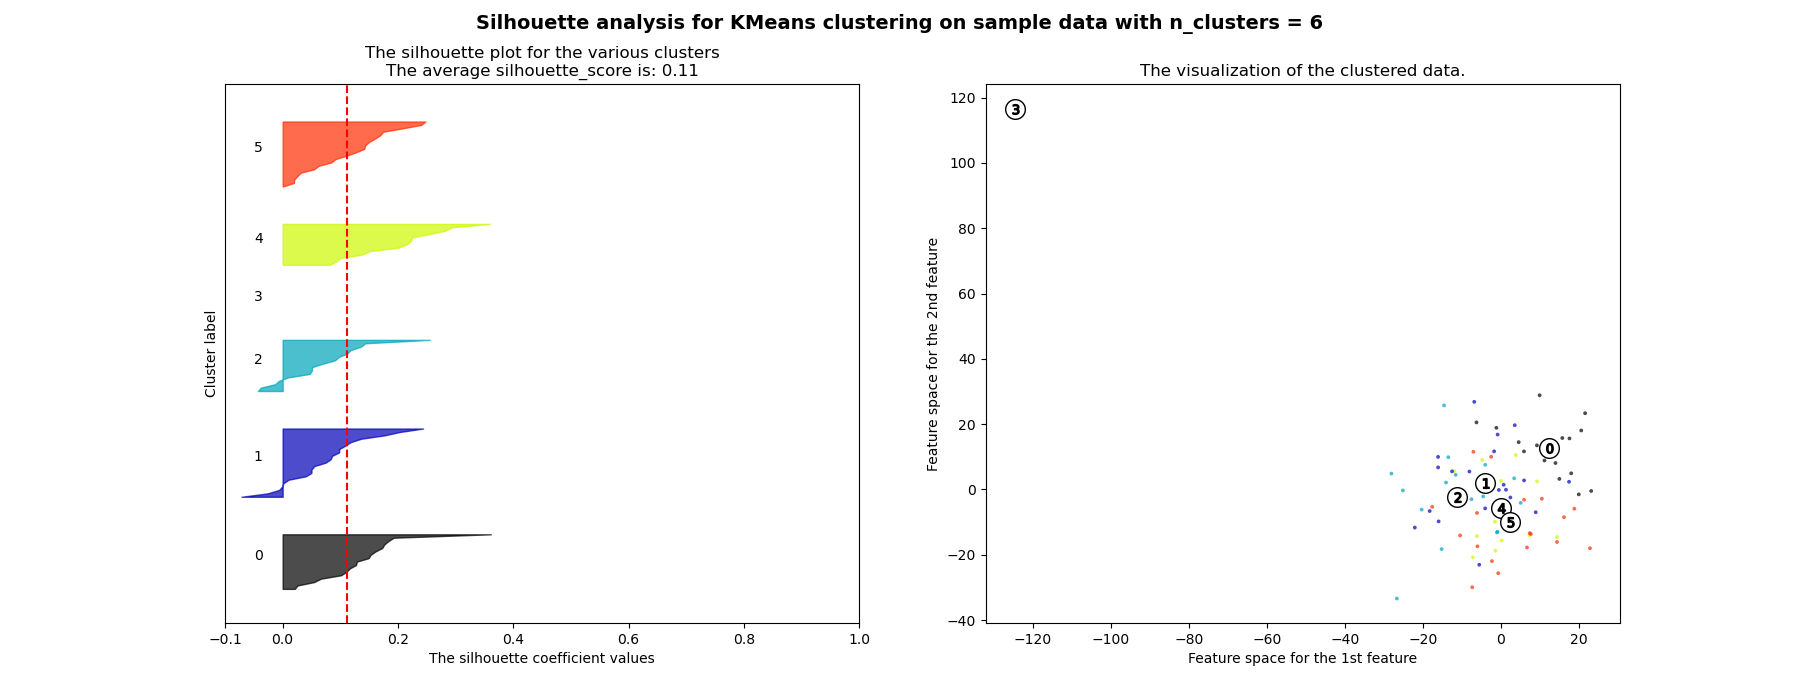 Silhouette analysis for KMeans clustering on sample data with n_clusters = 6
The silhouette plot for the various clusters
The average silhouette_score is: 0.11
Cluster label
5
4
3
2
1
0
−0.1 0.0 0.2 0.4 0.6 0.8 1.0
The silhouette coefficient values
The visualization of the clustered data.
Feature space for the 2nd feature
120
100
80
60
40
20
0
−20
−40
3
0
1
2
4
5
−120 −100 −80 −60 −40 −20 0 20
Feature space for the 1st feature